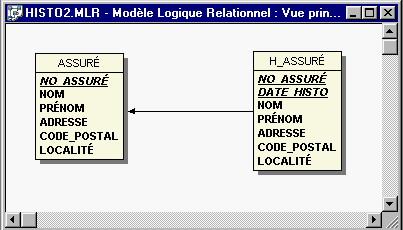 HISTO2.MLR - Modèle Logique Relationnel : Vue prin...
ASSURÉ
NO_ASSURÉ
NOM
PRÉNOM
ADRESSE
CODE_POSTAL
LOCALITÉ
H_ASSURÉ
NO_ASSURÉ
DATE_HISTO
NOM
PRÉNOM
ADRESSE
CODE_POSTAL
LOCALITÉ